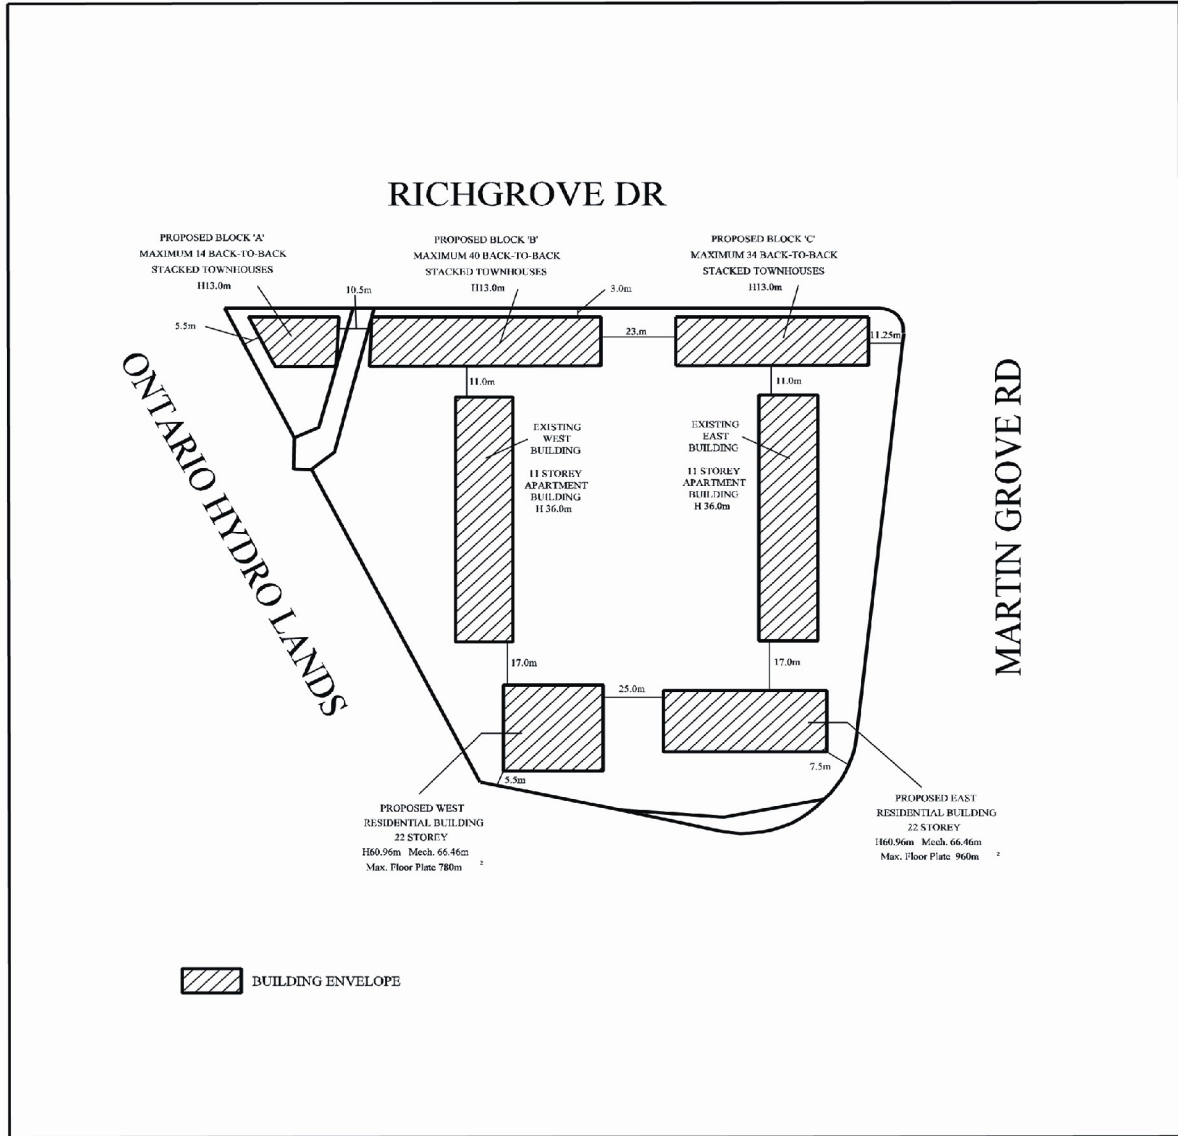 RICHGROVE DR
PROPOSED BLOCK 'A'
MAXIMUM 14 BACK-TO-BACK
STACKED TOWNHOUSES
H13.0m
PROPOSED BLOCK 'B'
MAXIMUM 40 BACK-TO-BACK
STACKED TOWNHOUSES
H13.0m
PROPOSED BLOCK 'C'
MAXIMUM 34 BACK-TO-BACK
STACKED TOWNHOUSES
H13.0m
10.5m
3.0m
5.5m
23.m
11.25m
11.0m
11.0m
ONTARIO HYDRO LANDS
MARTIN GROVE RD
EXISTING
WEST
BUILDING
11 STOREY
APARTMENT
BUILDING
H 36.0m
EXISTING
EAST
BUILDING
11 STOREY
APARTMENT
BUILDING
H 36.0m
17.0m
17.0m
25.0m
5.5m
7.5m
PROPOSED WEST
RESIDENTIAL BUILDING
22 STOREY
H60.96m Mech. 66.46m
Max. Floor Plate 780m 2
PROPOSED EAST
RESIDENTIAL BUILDING
22 STOREY
H60.96m Mech. 66.46m
Max. Floor Plate 960m 2
BUILDING ENVELOPE